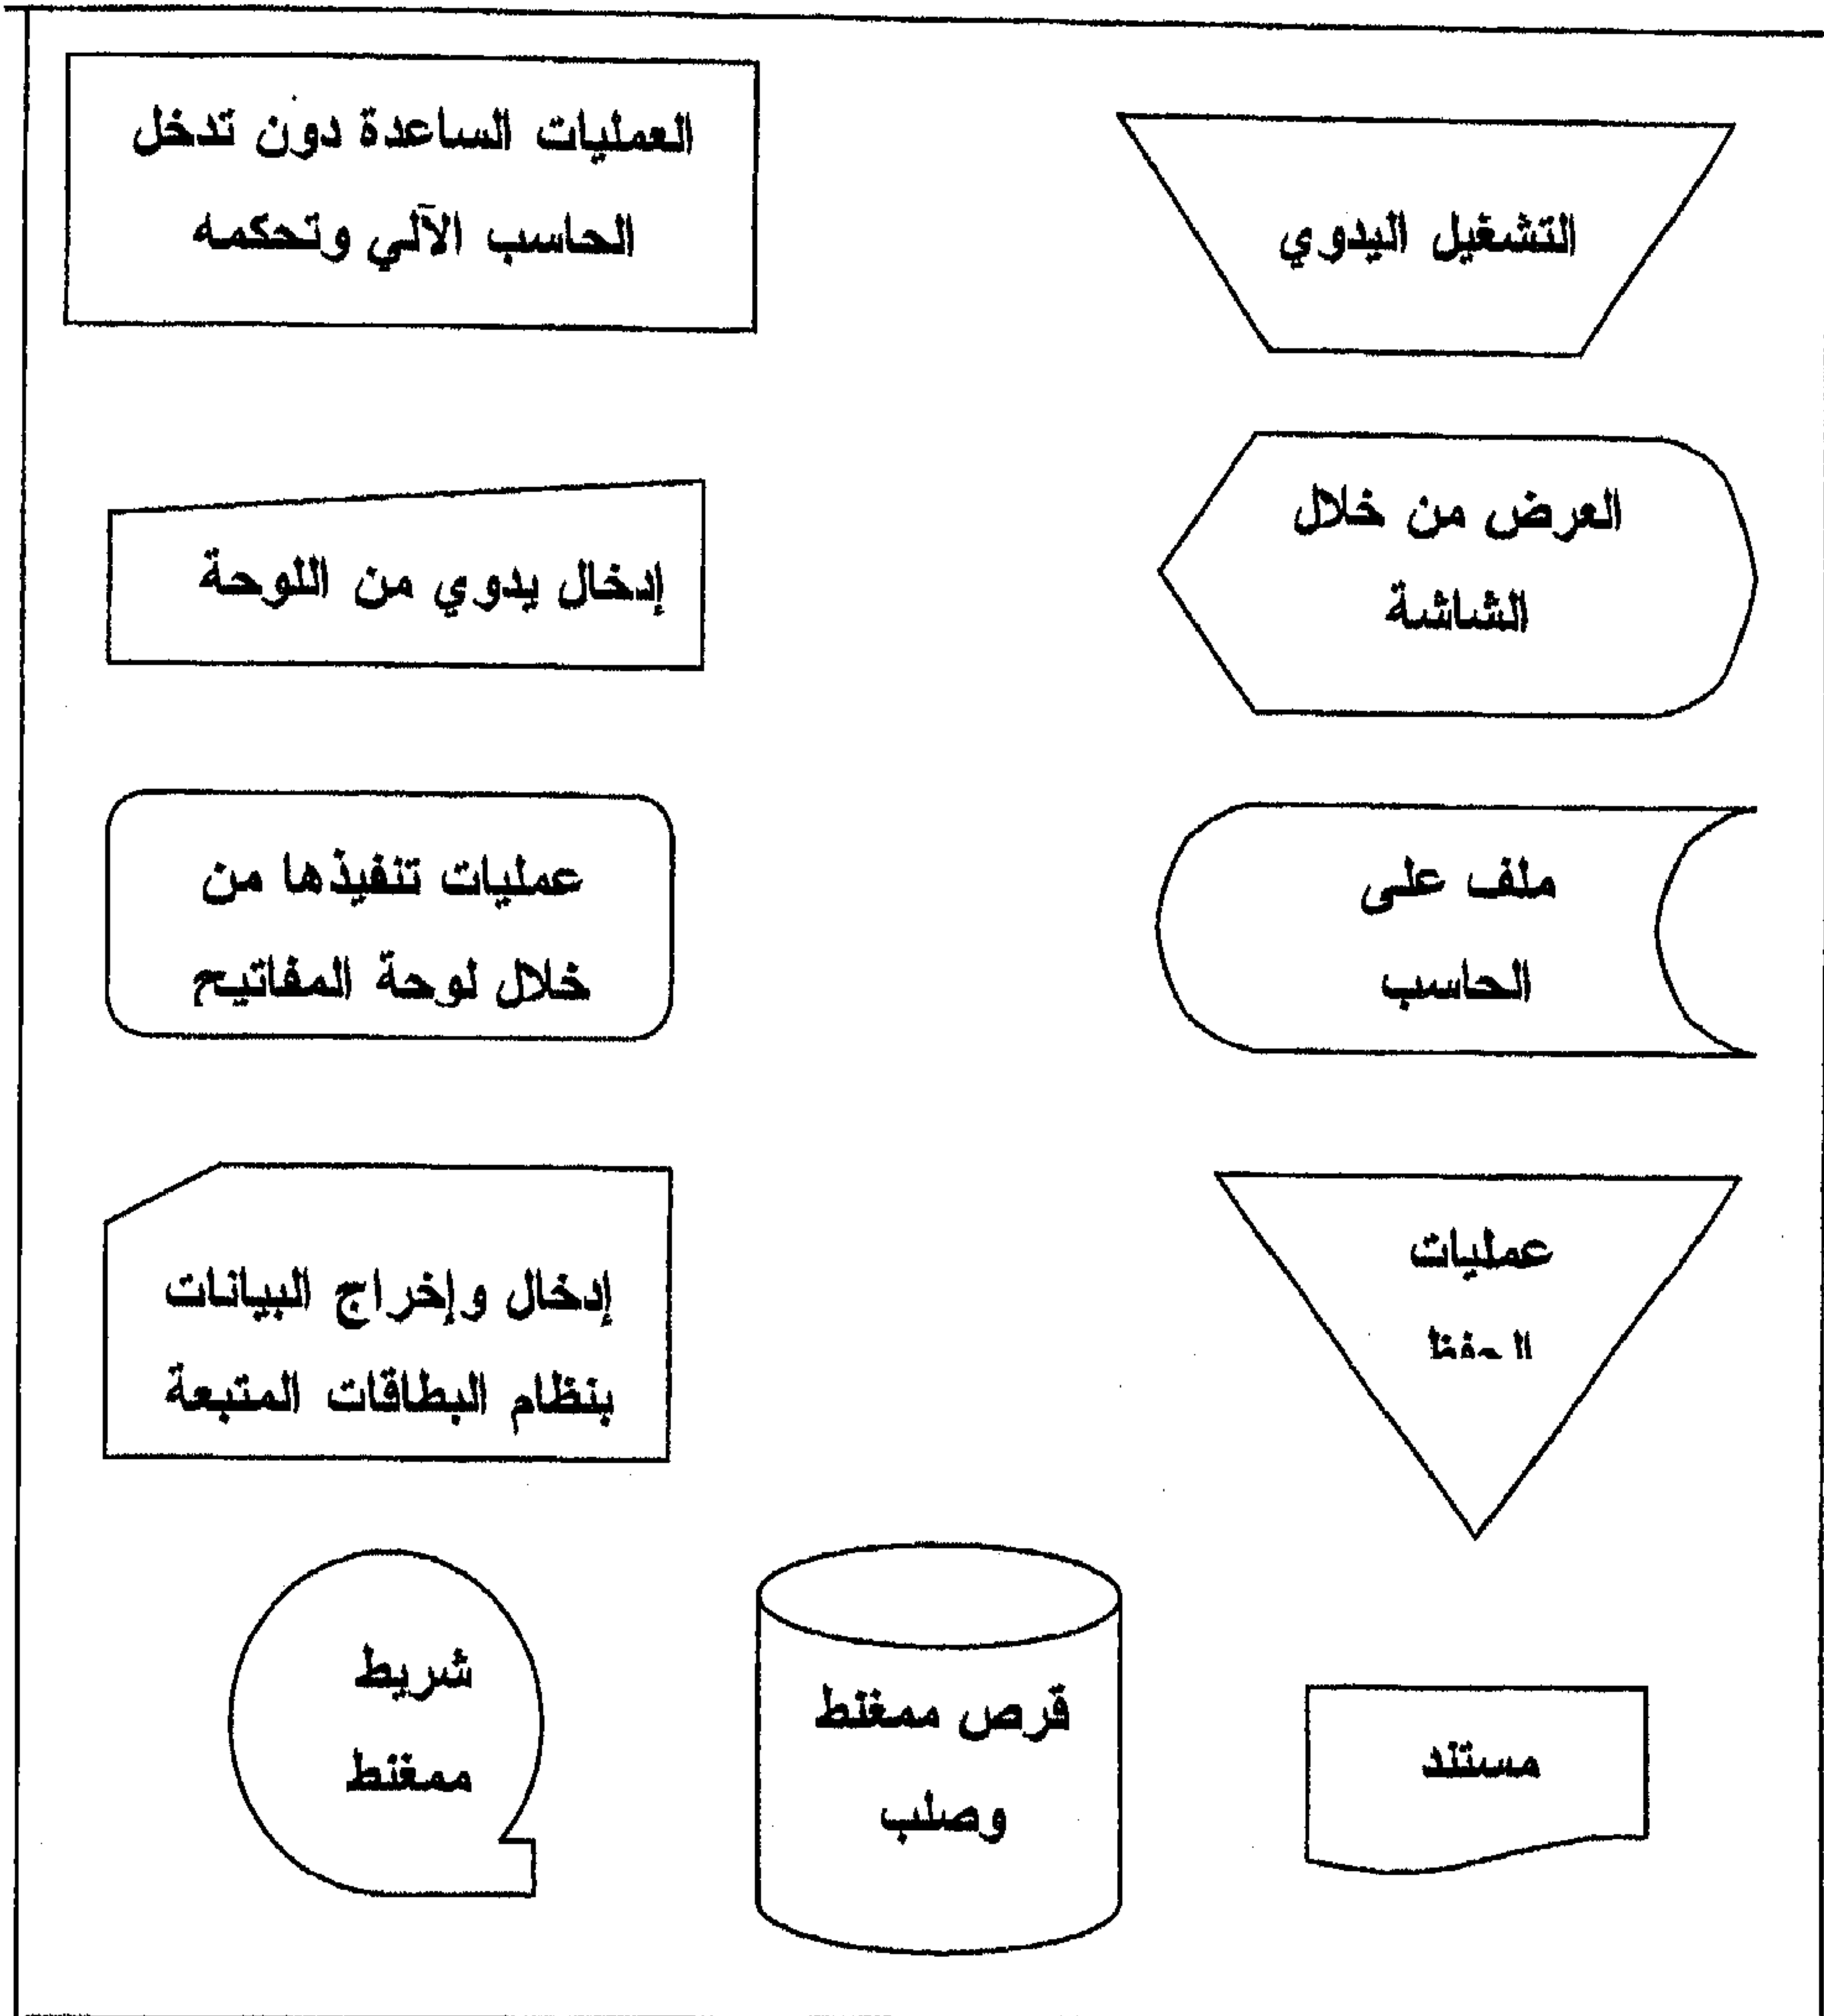 التشغيل اليدوي
العمليات الساعدة دون تدخل
الحاسب الآلي وتحكمه
العرض من خلال
الشاشة
إدخال يدوي من اللوحة
ملف على
الحاسب
عمليات تنفيذها من
خلال لوحة المفاتيح
عمليات
الحفظ
إدخال وإخراج البيانات
بنظام البطاقات المتبعة
مستند
قرص ممغنط
وصلب
شريط
ممغنط